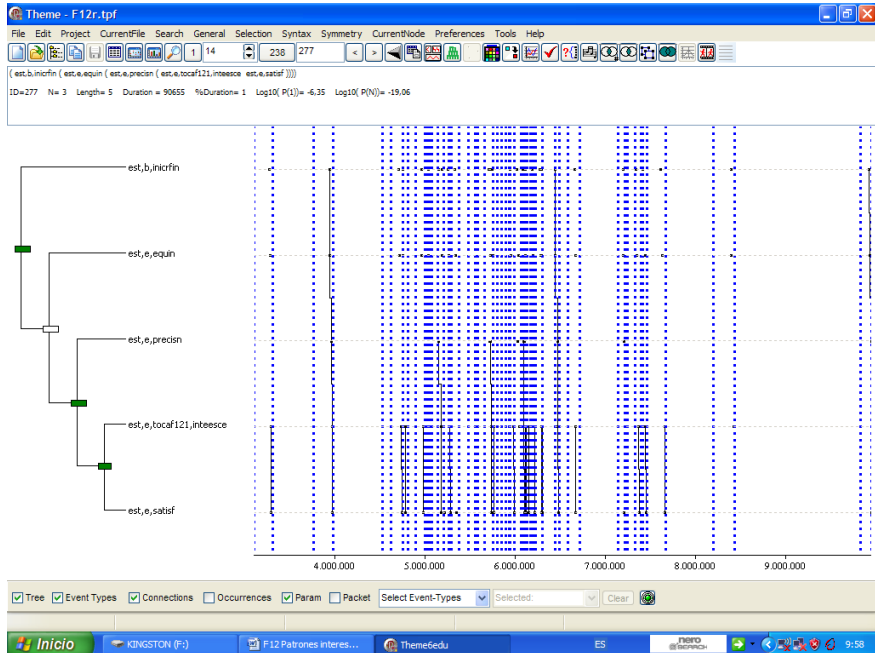 Theme - F12r.tpf
File Edit Project CurrentFile Search General Selection Syntax Symmetry CurrentNode Preferences Tools Help
1 14 238 277 < >
( est,b,inicrfin ( est,e,equin ( est,e,precisn ( est,e,tocaf121,inteesce est,e,satisf ))))
ID=277 N= 3 Length= 5 Duration = 90655 %Duration= 1 Log10( P(1))= -6,35 Log10( P(N))= -19,06
est,b,inicrfin
est,e,equin
est,e,precisn
est,e,tocaf121,inteesce
est,e,satisf
4.000.000 5.000.000 6.000.000 7.000.000 8.000.000 9.000.000
Tree Event Types Connections Occurrences Param Packet Select Event-Types Selected: Clear
Inicio KINGSTON (F:) F12 Patrones interes... Theme6edu ES nero SEARCH 9:58